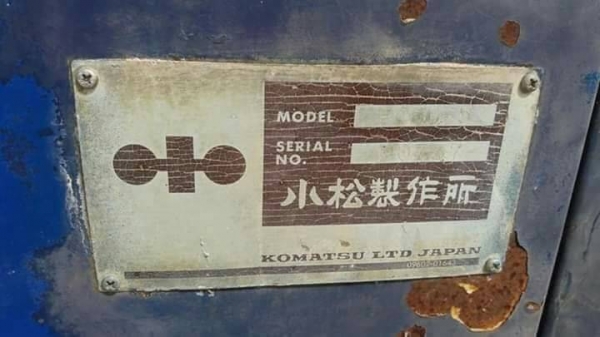 MODEL
SERIAL
NO.
小松製作所
KOMATSU LTD JAPAN